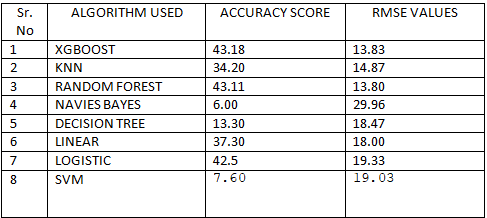 Sr. No ALGORITHM USED ACCURACY SCORE RMSE VALUES
1 XGBOOST 43.18 13.83
2 KNN 34.20 14.87
3 RANDOM FOREST 43.11 13.80
4 NAVIES BAYES 6.00 29.96
5 DECISION TREE 13.30 18.47
6 LINEAR 37.30 18.00
7 LOGISTIC 42.5 19.33
8 SVM 7.60 19.03